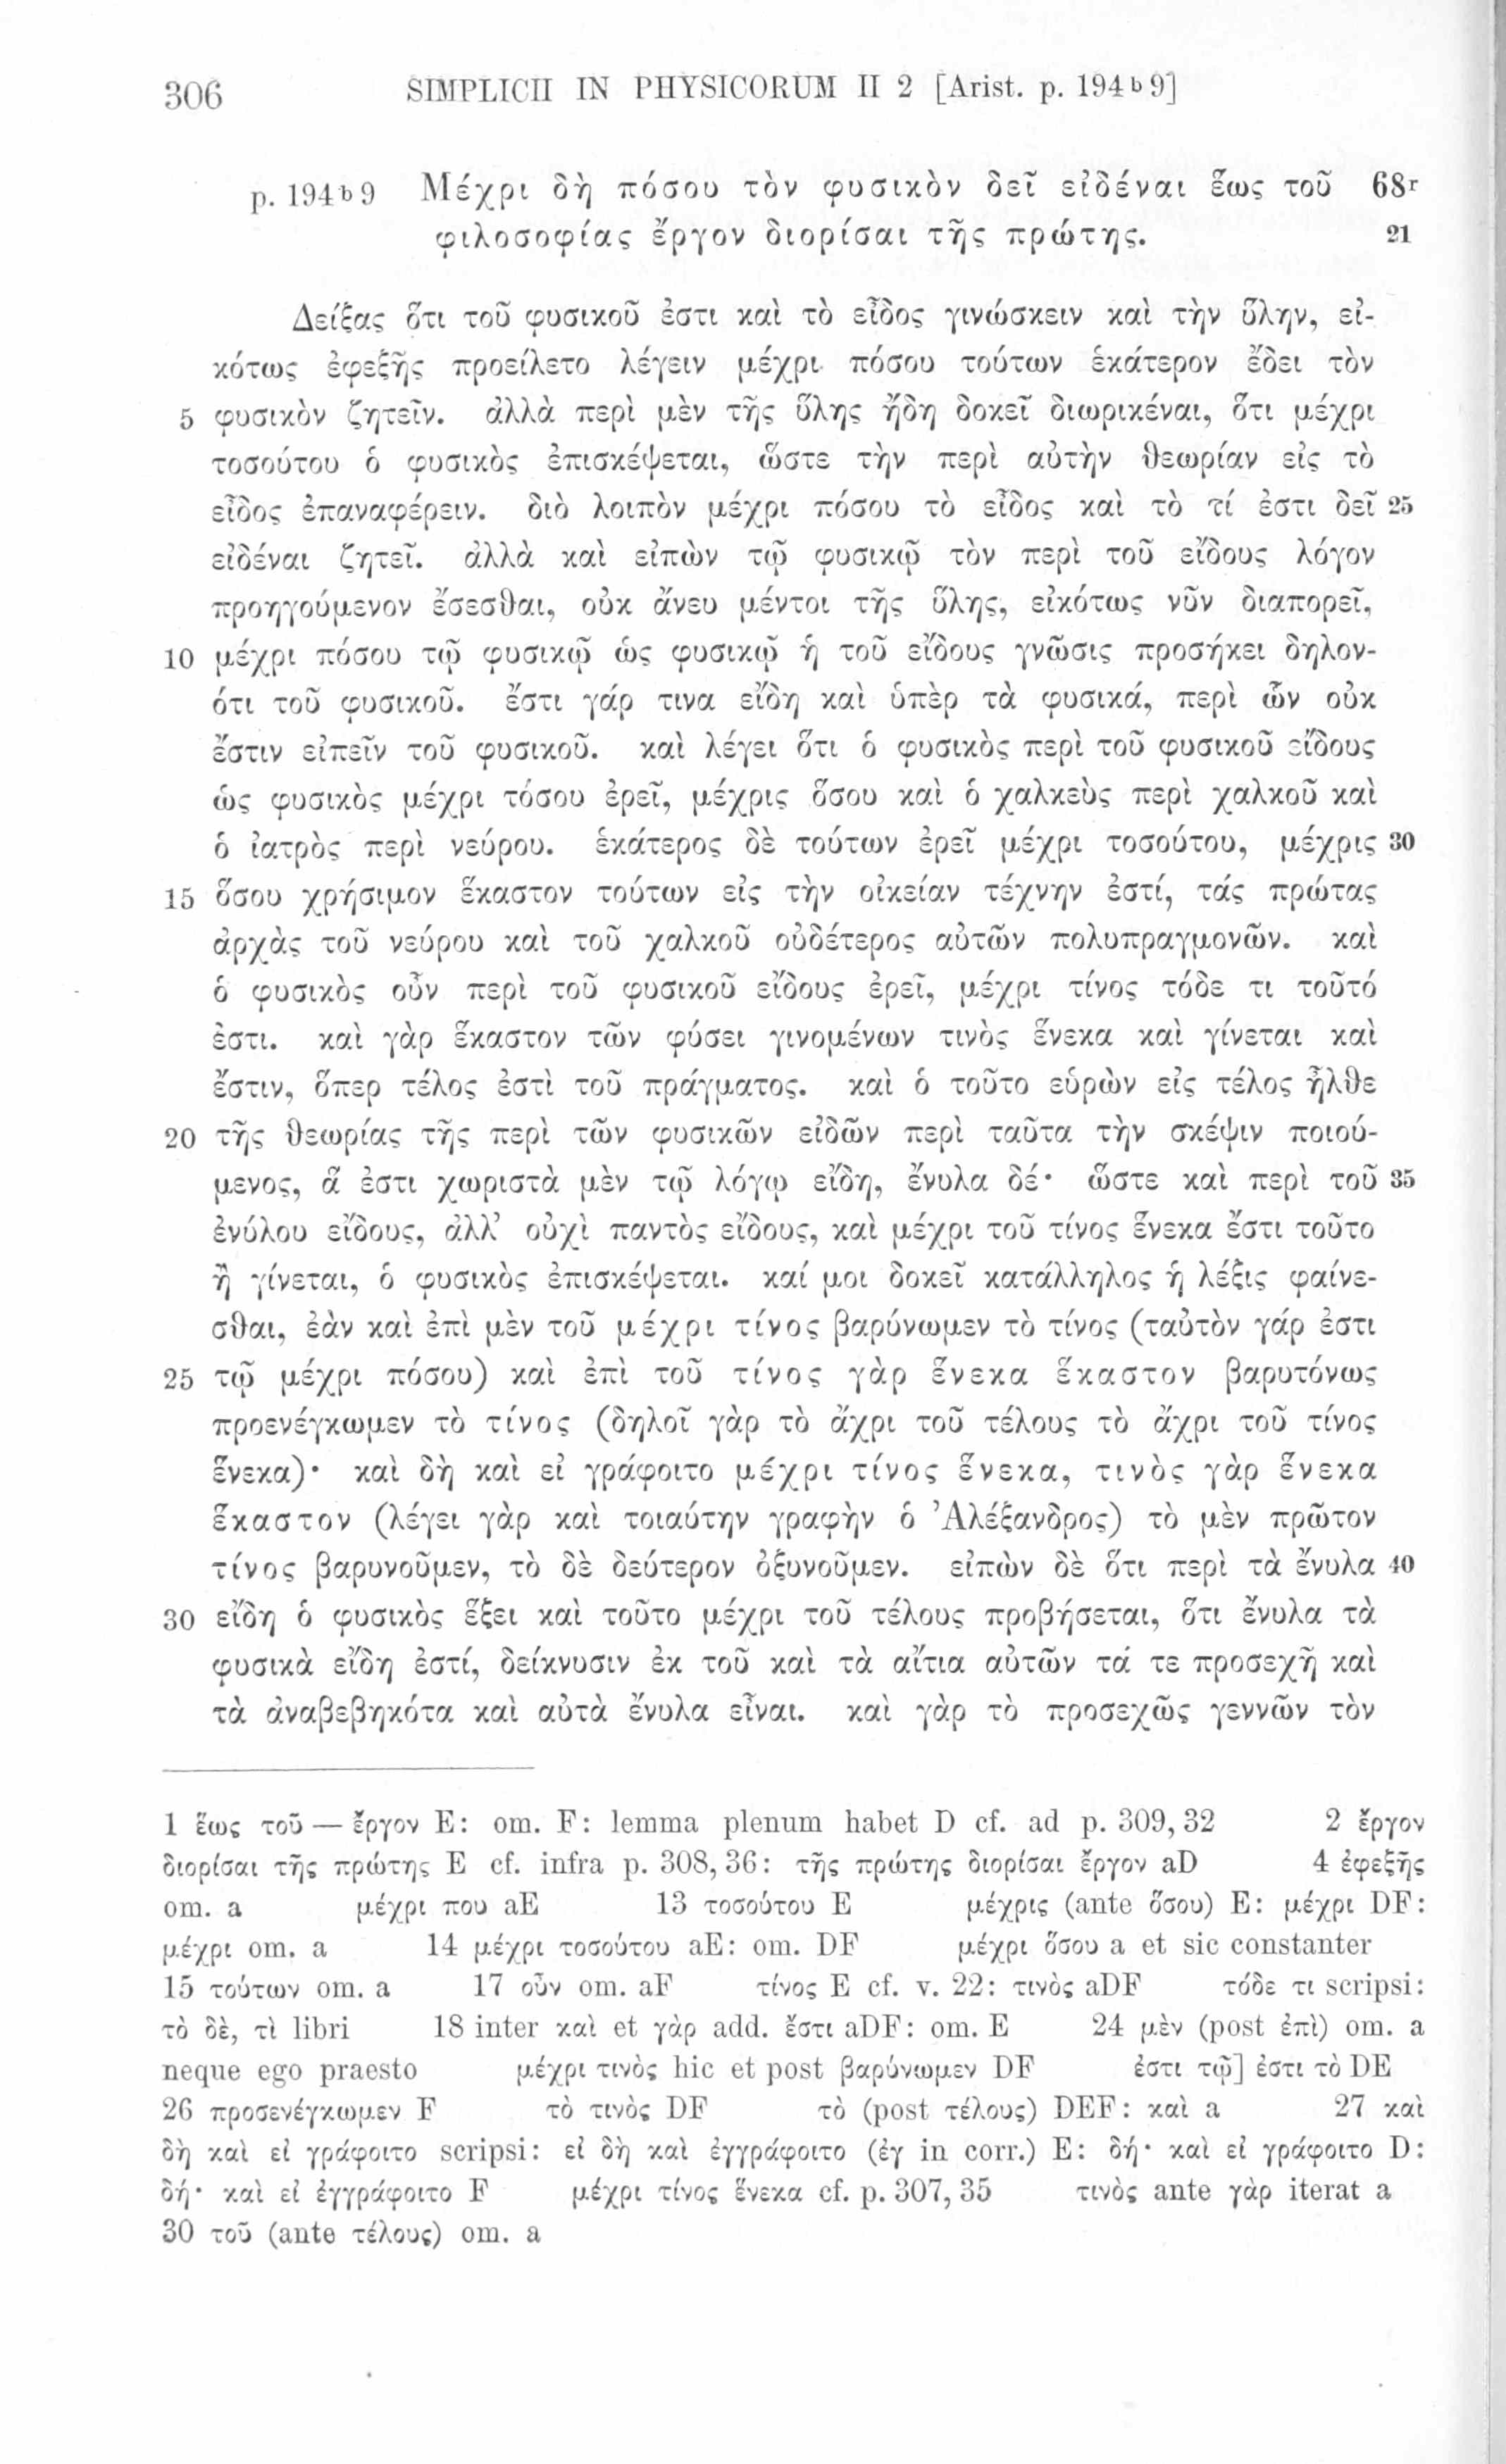 306 SIMPLICII IN PHYSICORUM II 2 [Arist. p. 194 b 9]
p. 194 b 9 Μέχρι δὴ πόσου τὸν φυσικὸν δεῖ εἰδέναι ἕως τοῦ 68r
φιλοσοφίας ἔργον διορίσαι τῆς πρώτης. 21
Δείξας ὅτι τοῦ φυσικοῦ ἐστι καὶ τὸ εἶδος γινώσκειν καὶ τὴν ὕλην, εἰ-
κότως ἐφεξῆς προείλετο λέγειν μέχρι πόσου τούτων ἑκάτερον ἔδει τὸν
5 φυσικὸν ζητεῖν. ἀλλὰ περὶ μὲν τῆς ὕλης ἤδη δοκεῖ διωρικέναι, ὅτι μέχρι
τοσούτου ὁ φυσικὸς ἐπισκέψεται, ὥστε τὴν περὶ αὐτὴν θεωρίαν εἰς τὸ
εἶδος ἐπαναφέρειν. διὸ λοιπὸν μέχρι πόσου τὸ εἶδος καὶ τὸ τί ἐστι δεῖ 25
εἰδέναι ζητεῖ. ἀλλὰ καὶ εἰπὼν τῷ φυσικῷ τὸν περὶ τοῦ εἴδους λόγον
προηγούμενον ἔσεσθαι, οὐκ ἄνευ μέντοι τῆς ὕλης, εἰκότως νῦν διαπορεῖ,
10 μέχρι πόσου τῷ φυσικῷ ὡς φυσικῷ ἡ τοῦ εἴδους γνῶσις προσήκει δηλον-
ότι τοῦ φυσικοῦ. ἔστι γάρ τινα εἴδη καὶ ὑπὲρ τὰ φυσικά, περὶ ὧν οὐκ
ἔστιν εἰπεῖν τοῦ φυσικοῦ. καὶ λέγει ὅτι ὁ φυσικὸς περὶ τοῦ φυσικοῦ εἴδους
ὡς φυσικὸς μέχρι τόσου ἐρεῖ, μέχρις ὅσου καὶ ὁ χαλκεὺς περὶ χαλκοῦ καὶ
ὁ ἰατρὸς περὶ νεύρου. ἑκάτερος δὲ τούτων ἐρεῖ μέχρι τοσούτου, μέχρις 30
15 ὅσου χρήσιμον ἕκαστον τούτων εἰς τὴν οἰκείαν τέχνην ἐστί, τάς πρώτας
ἀρχὰς τοῦ νεύρου καὶ τοῦ χαλκοῦ οὐδέτερος αὐτῶν πολυπραγμονῶν. καὶ
ὁ φυσικὸς οὖν περὶ τοῦ φυσικοῦ εἴδους ἐρεῖ, μέχρι τίνος τόδε τι τοῦτό
ἐστι. καὶ γὰρ ἕκαστον τῶν φύσει γινομένων τινὸς ἕνεκα καὶ γίνεται καὶ
ἔστιν, ὅπερ τέλος ἐστὶ τοῦ πράγματος. καὶ ὁ τοῦτο εὑρὼν εἰς τέλος ἦλθε
20 τῆς θεωρίας τῆς περὶ τῶν φυσικῶν εἰδῶν περὶ ταῦτα τὴν σκέψιν ποιού-
μενος, ἅ ἐστι χωριστὰ μὲν τῷ λόγῳ εἴδη, ἔνυλα δέ· ὥστε καὶ περὶ τοῦ 35
ἐνύλου εἴδους, ἀλλ’ οὐχὶ παντὸς εἴδους, καὶ μέχρι τοῦ τίνος ἕνεκα ἔστι τοῦτο
ἢ γίνεται, ὁ φυσικὸς ἐπισκέψεται. καί μοι δοκεῖ κατάλληλος ἡ λέξις φαίνε-
σθαι, ἐὰν καὶ ἐπὶ μὲν τοῦ μέχρι τίνος βαρύνωμεν τὸ τίνος (ταὐτὸν γάρ ἐστι
25 τῷ μέχρι πόσου) καὶ ἐπὶ τοῦ τίνος γὰρ ἕνεκα ἕκαστον βαρυτόνως
προενέγκωμεν τὸ τίνος (δηλοῖ γὰρ τὸ ἄχρι τοῦ τέλους τὸ ἄχρι τοῦ τίνος
ἕνεκα)· καὶ δὴ καὶ εἰ γράφοιτο μέχρι τίνος ἕνεκα, τινὸς γὰρ ἕνεκα
ἕκαστον (λέγει γὰρ καὶ τοιαύτην γραφὴν ὁ Ἀλέξανδρος) τὸ μὲν πρῶτον
τίνος βαρυνοῦμεν, τὸ δὲ δεύτερον ὀξυνοῦμεν. εἰπὼν δὲ ὅτι περὶ τὰ ἔνυλα 40
30 εἴδη ὁ φυσικὸς ἕξει καὶ τοῦτο μέχρι τοῦ τέλους προβήσεται, ὅτι ἔνυλα τὰ
φυσικὰ εἴδη ἐστί, δείκνυσιν ἐκ τοῦ καὶ τὰ αἴτια αὐτῶν τά τε προσεχῆ καὶ
τὰ ἀναβεβηκότα καὶ αὐτὰ ἔνυλα εἶναι. καὶ γὰρ τὸ προσεχῶς γεννῶν τὸν
1 ἕως τοῦ — ἔργον E: om. F: lemma plenum habet D cf. ad p. 309, 32 2 ἔργον
διορίσαι τῆς πρώτης E cf. infra p. 308, 36: τῆς πρώτης διορίσαι ἔργον aD 4 ἐφεξῆς
om. a μέχρι που aE 13 τοσούτου E μέχρις (ante ὅσου) E: μέχρι DF:
μέχρι om. a 14 μέχρι τοσούτου aE: om. DF μέχρι ὅσου a et sic constanter
15 τούτων om. a 17 οὖν om. aF τίνος E cf. v. 22: τινὸς aDF τόδε τι scripsi:
τὸ δὲ, τὶ libri 18 inter καὶ et γὰρ add. ἔστι aDF: om. E 24 μὲν (post ἐπὶ) om. a
neque ego praesto μέχρι τινὸς hic et post βαρύνωμεν DF ἐστι τῷ] ἐστι τὸ DE
26 προσενέγκωμεν F τὸ τινὸς DF τὸ (post τέλους) DEF: καὶ a 27 καὶ
δὴ καὶ εἰ γράφοιτο scripsi: εἰ δὴ καὶ ἐγγράφοιτο (ἐγ in corr.) E: δή· καὶ εἰ γράφοιτο D:
δή· καὶ εἰ ἐγγράφοιτο F μέχρι τίνος ἕνεκα cf. p. 307, 35 τινὸς ante γὰρ iterat a
30 τοῦ (ante τέλους) om. a